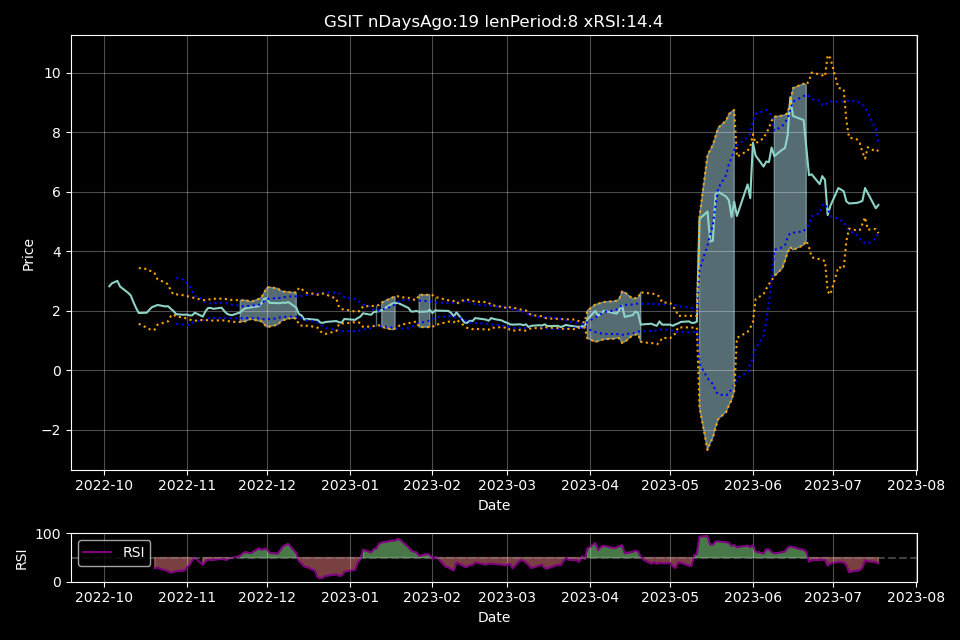 GSIT nDaysAgo:19 lenPeriod:8 xRSI:14.4
10
8
6
4
2
0
−2
Price
2022-10 2022-11 2022-12 2023-01 2023-02 2023-03 2023-04 2023-05 2023-06 2023-07 2023-08
Date
100
0
RSI
RSI
2022-10 2022-11 2022-12 2023-01 2023-02 2023-03 2023-04 2023-05 2023-06 2023-07 2023-08
Date